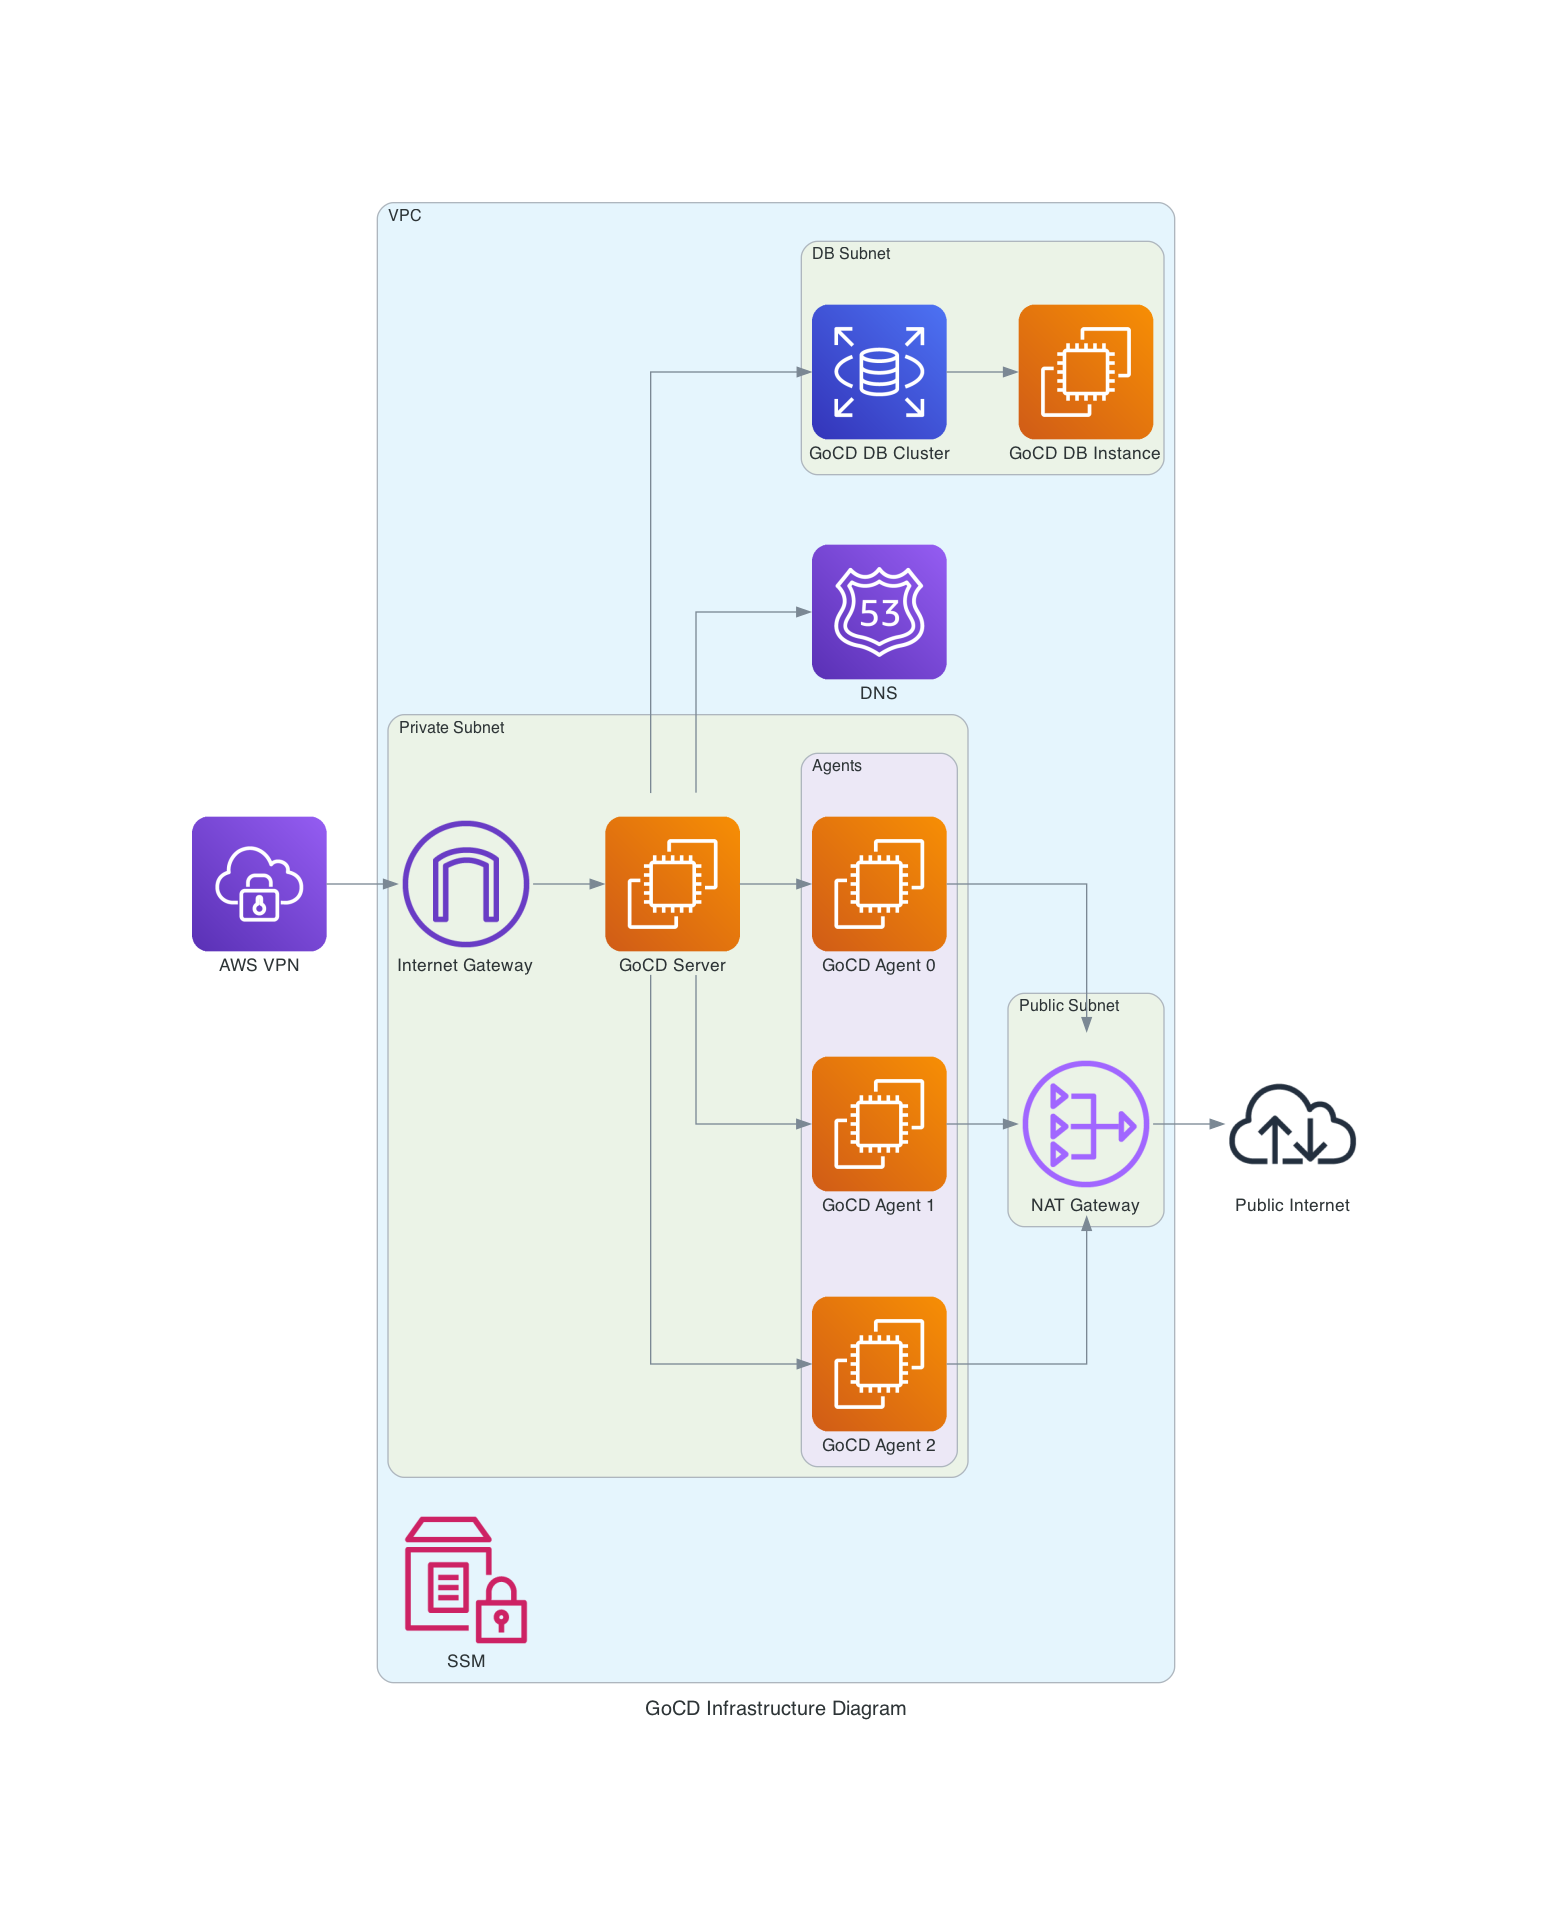 VPC
DB Subnet
GoCD DB Cluster
GoCD DB Instance
53
DNS
Private Subnet
Agents
AWS VPN
Internet Gateway
GoCD Server
GoCD Agent 0
Public Subnet
GoCD Agent 1
NAT Gateway
Public Internet
GoCD Agent 2
SSM
GoCD Infrastructure Diagram